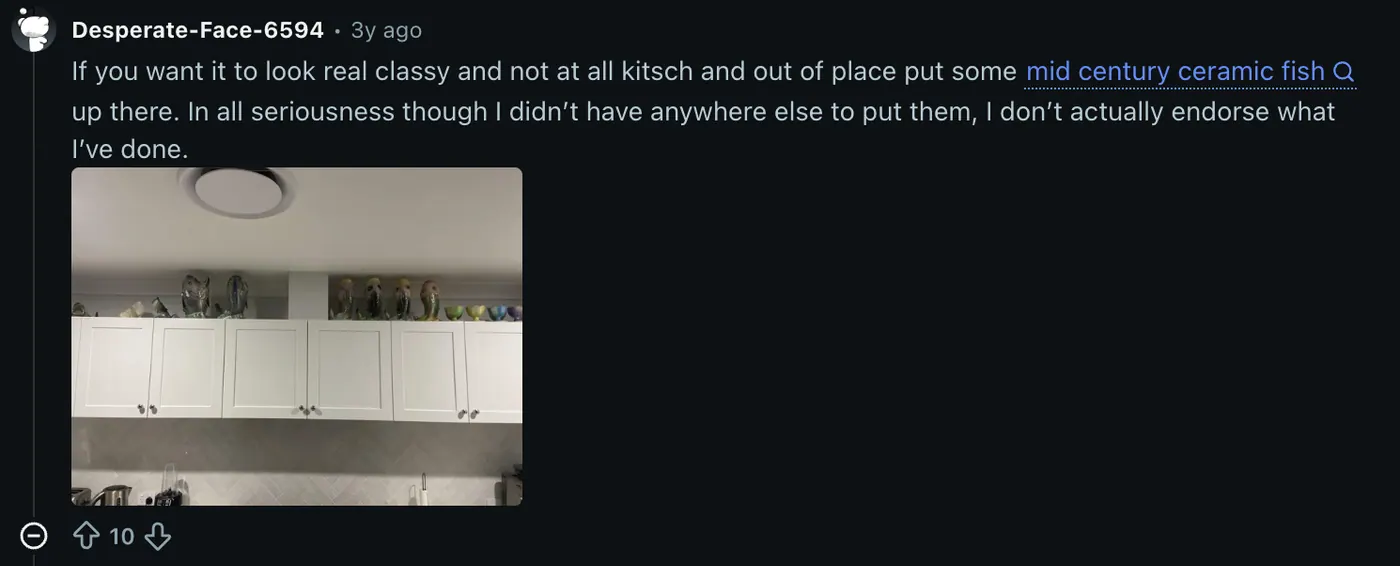 Desperate-Face-6594 • 3y ago
If you want it to look real classy and not at all kitsch and out of place put some mid century ceramic fish
up there. In all seriousness though I didn’t have anywhere else to put them, I don’t actually endorse what
I’ve done.
10